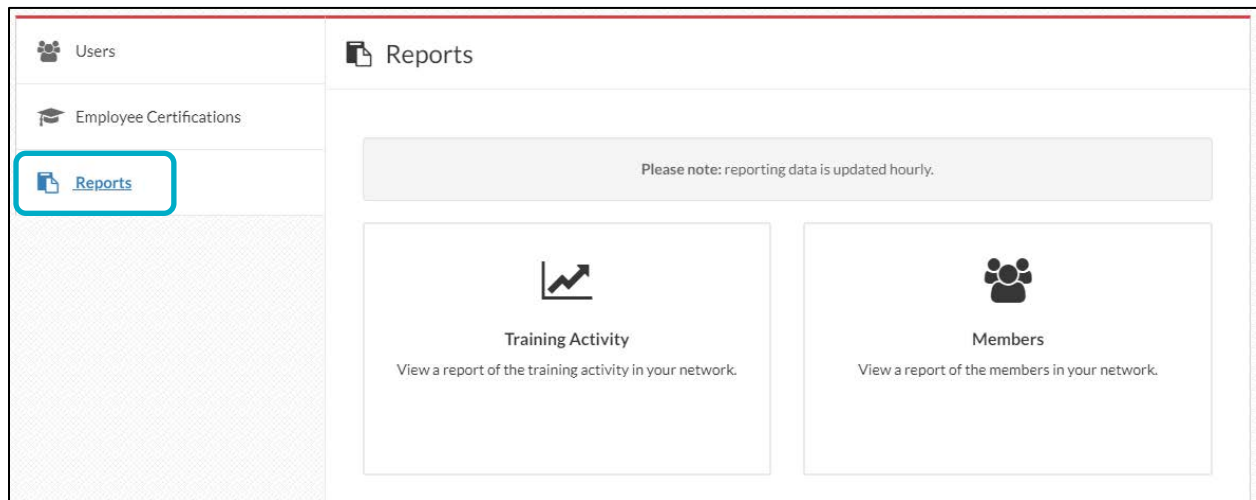 Users
Employee Certifications
Reports
Reports
Please note: reporting data is updated hourly.
Training Activity
View a report of the training activity in your network.
Members
View a report of the members in your network.